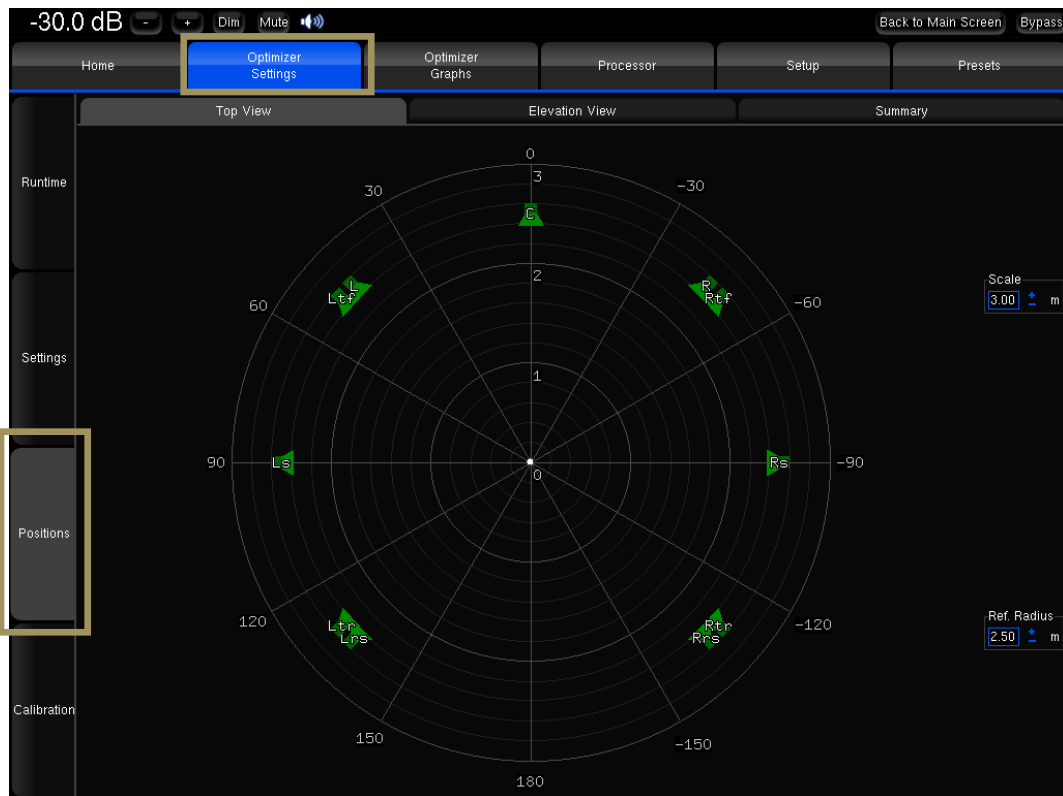 -30.0 dB - + Dim Mute Back to Main Screen Bypass
Home Optimizer Settings Optimizer Graphs Processor Setup Presets
Top View Elevation View Summary
Runtime
Settings
Positions
Calibration
0
30 3 -30
C
2
L R
Ltf Rtf
60 -60
1
90 Ls 0 Rs -90
120 Ltr Rtr -120
Lrs Rrs
150 -150
180
Scale
3.00 + - m
Ref. Radius
2.50 + - m